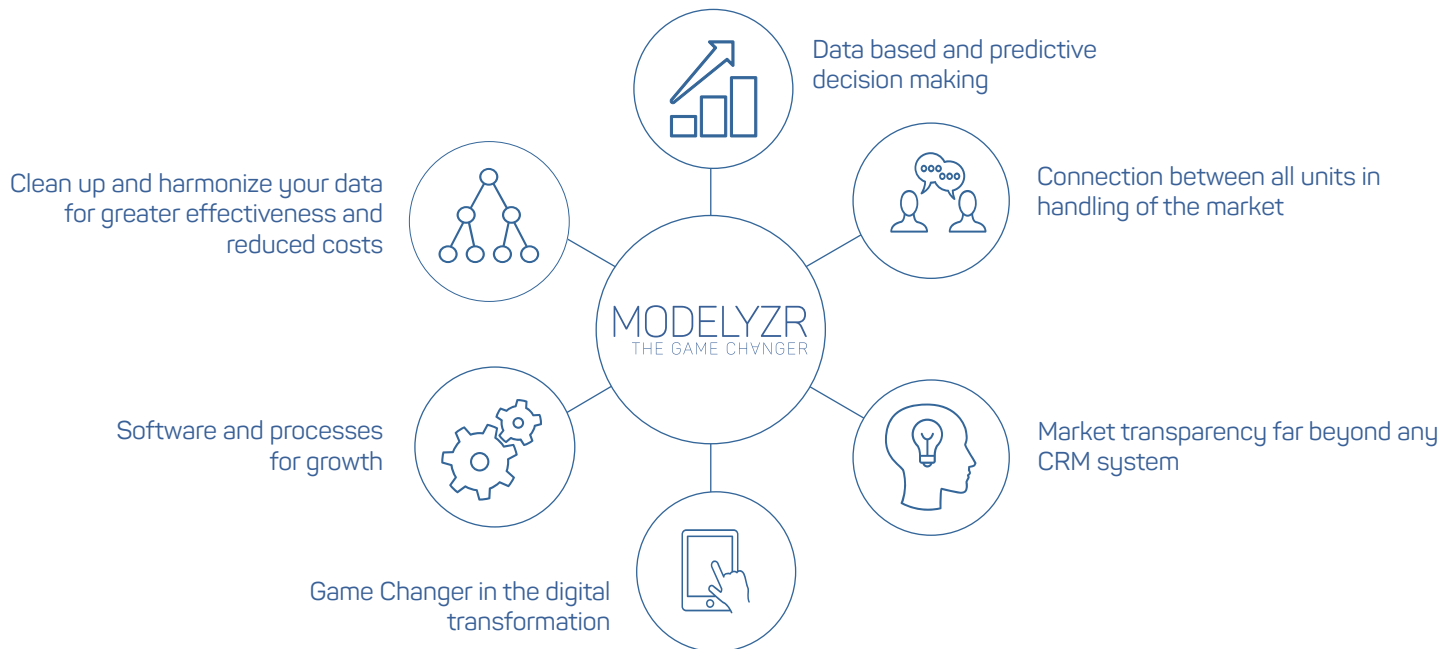 Data based and predictive
decision making
Clean up and harmonize your data
for greater effectiveness and
reduced costs
Connection between all units in
handling of the market
MODELYZR
THE GAME CH∀NGER
Software and processes
for growth
Market transparency far beyond any
CRM system
Game Changer in the digital
transformation